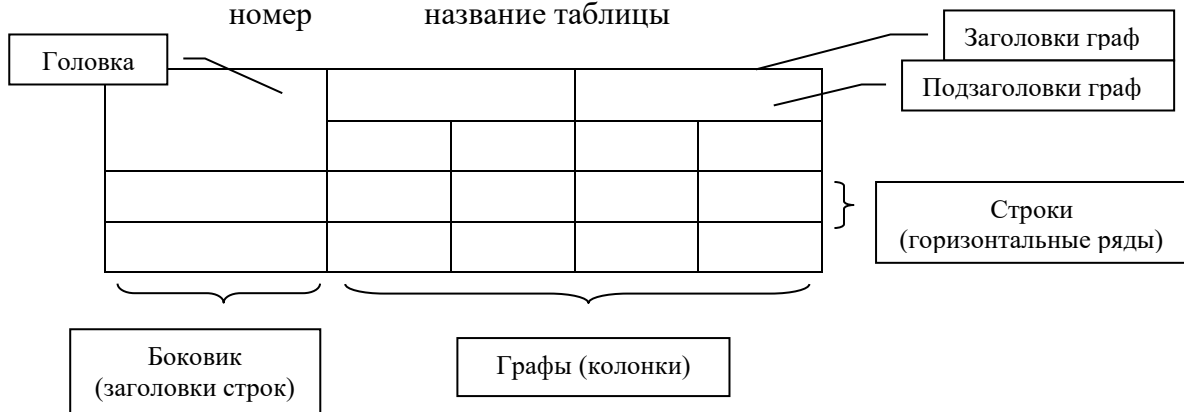 номер название таблицы
Заголовки граф
Головка
Подзаголовки граф
Строки
(горизонтальные ряды)
Боковик
(заголовки строк)
Графы (колонки)